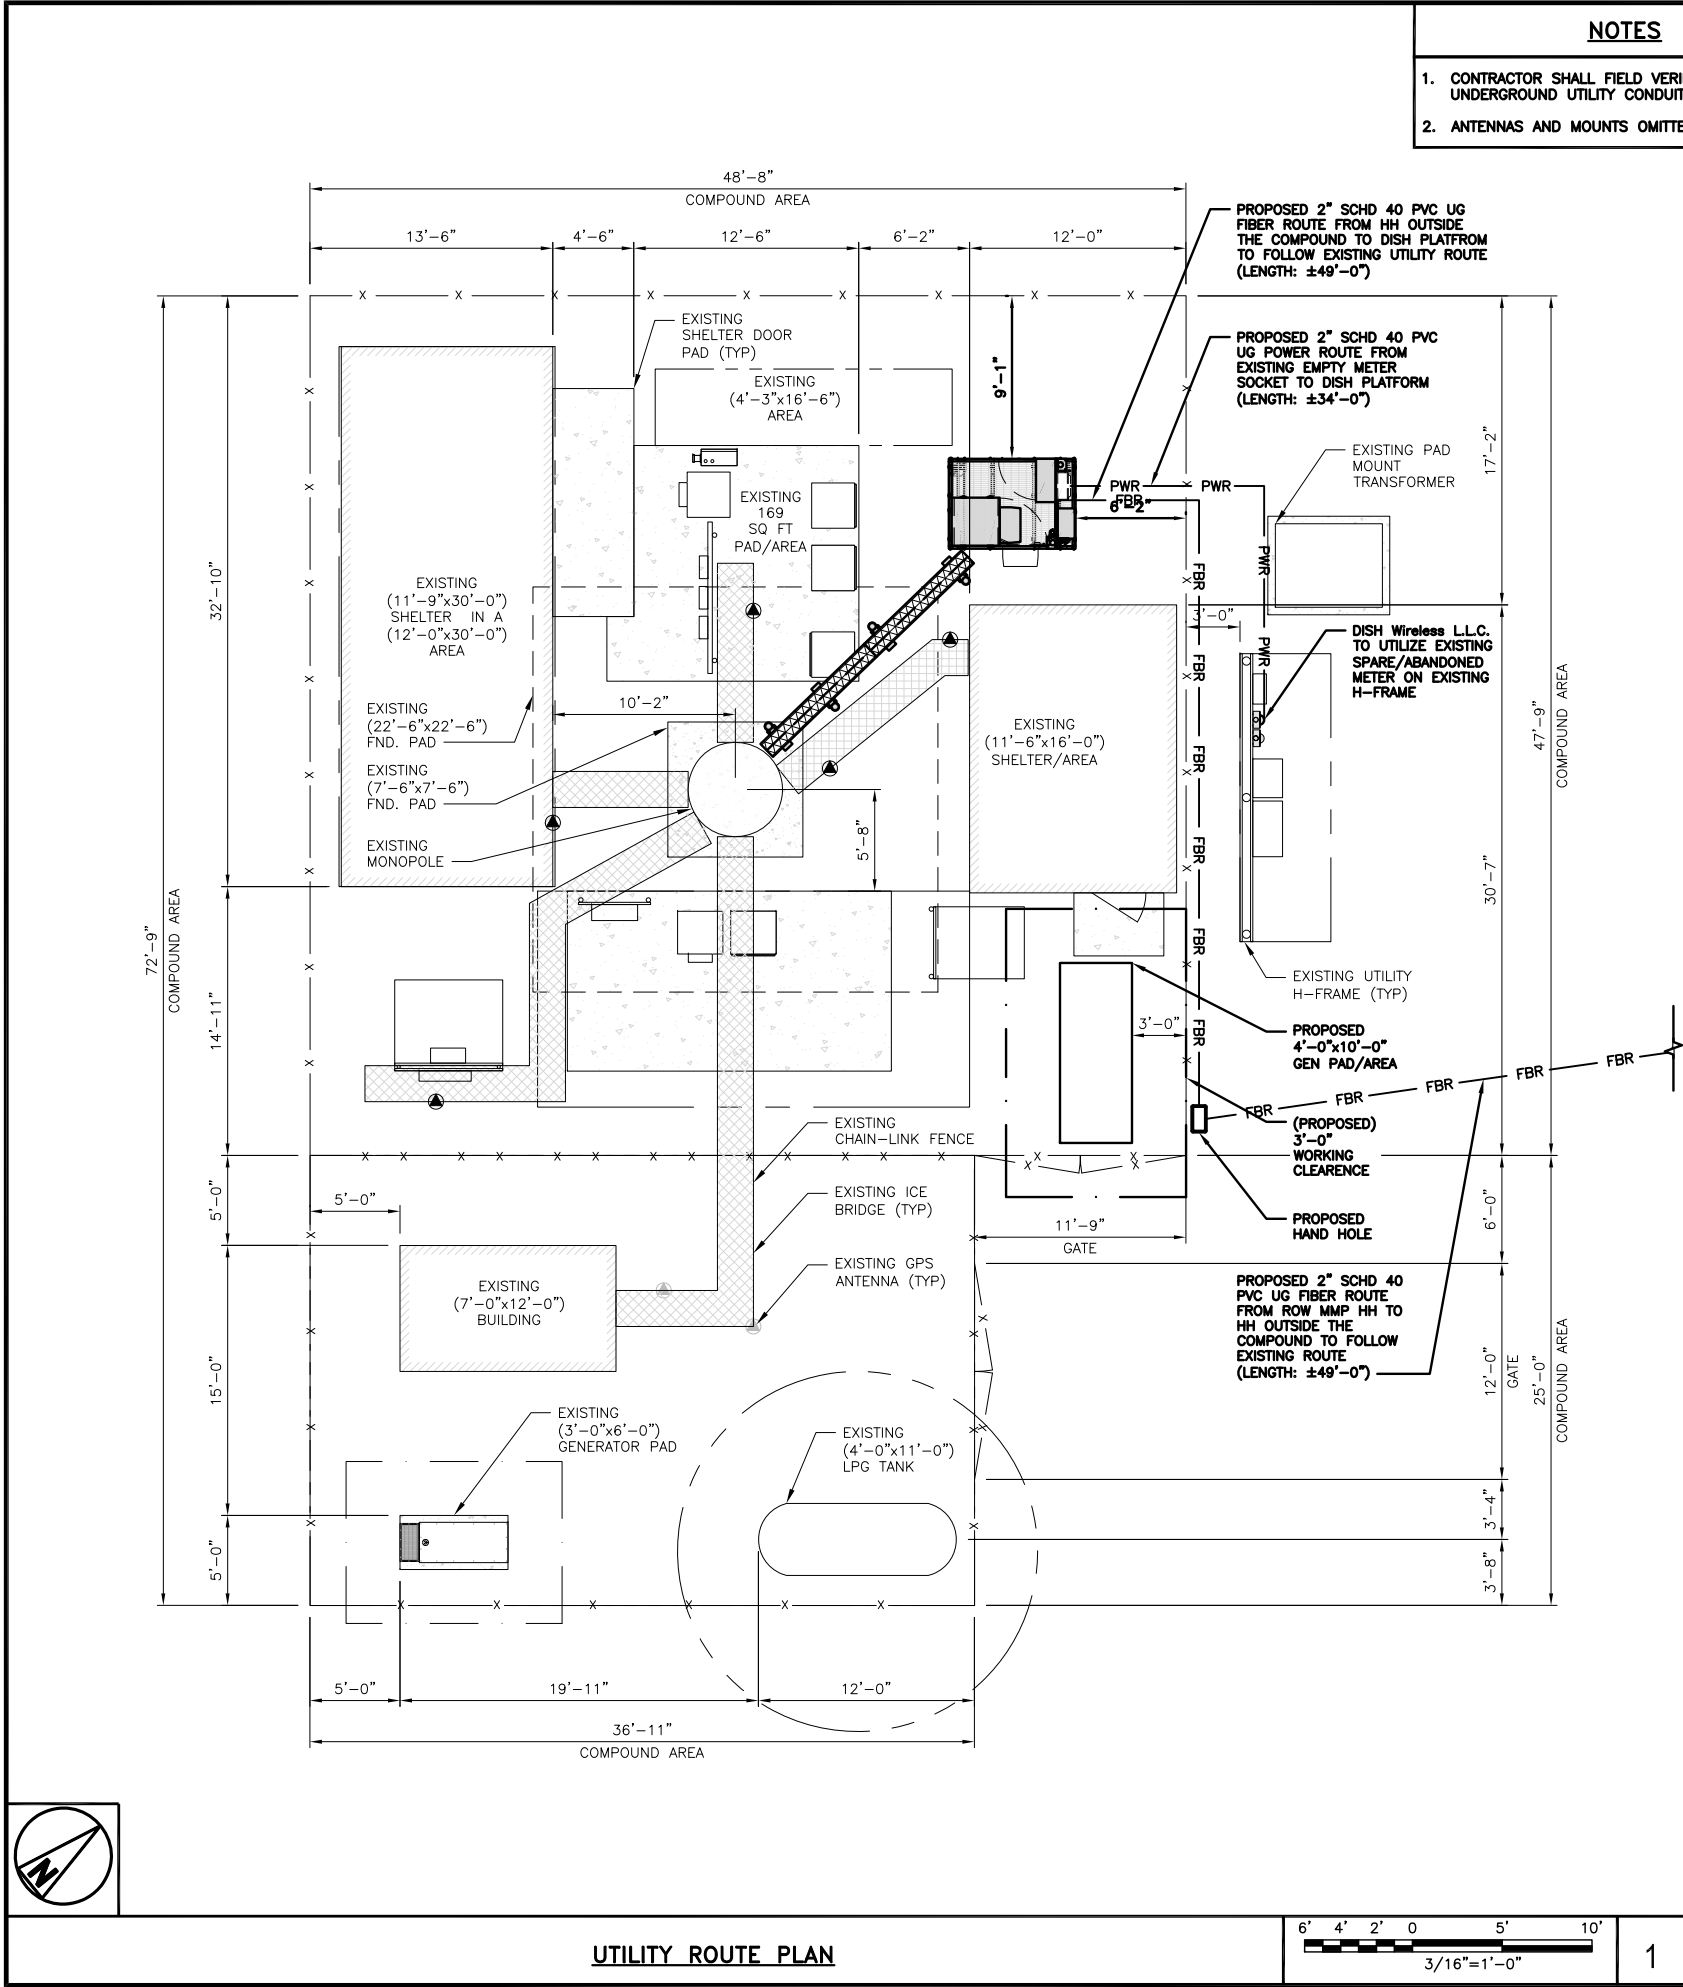 NOTES
1. CONTRACTOR SHALL FIELD
UNDERGROUND UTILITY
2. ANTENNAS AND MOUNTS
48'-8"
COMPOUND AREA
13'-6"
4'-6"
12'-6"
6'-2"
12'-0"
PROPOSED 2" SCHD 40 PVC UG
FIBER ROUTE FROM HH OUTSIDE
THE COMPOUND TO DISH PLATFROM
TO FOLLOW EXISTING UTILITY ROUTE
(LENGTH: ±49'-0")
PROPOSED 2" SCHD 40 PVC
UG POWER ROUTE FROM
EXISTING EMPTY METER
SOCKET TO DISH PLATFORM
(LENGTH: ±34'-0")
EXISTING
SHELTER DOOR
PAD (TYP)
EXISTING
(4'-3"x16'-6")
AREA
9'-1"
EXISTING PAD
MOUNT
TRANSFORMER
17'-2"
EXISTING
169
SQ FT
PAD/AREA
PWR
PWR
FBR
6'-2"
PWR
PWR
FBR
FBR
FBR
FBR
FBR
FBR
32'-10"
EXISTING
(11'-9"x30'-0")
SHELTER IN A
(12'-0"x30'-0")
AREA
3'-0"
DISH Wireless L.L.C.
TO UTILIZE EXISTING
SPARE/ABANDONED
METER ON EXISTING
H-FRAME
47'-9"
COMPOUND AREA
10'-2"
EXISTING
(22'-6"x22'-6")
FND. PAD
EXISTING
(7'-6"x7'-6")
FND. PAD
EXISTING
MONOPOLE
EXISTING
(11'-6"x16'-0")
SHELTER/AREA
5'-8"
30'-7"
72'-9"
COMPOUND AREA
14'-11"
EXISTING UTILITY
H-FRAME (TYP)
3'-0"
PROPOSED
4'-0"x10'-0"
GEN PAD/AREA
FBR
FBR
FBR
FBR
FBR
(PROPOSED)
3'-0"
WORKING
CLEARENCE
EXISTING
CHAIN-LINK FENCE
5'-0"
5'-0"
EXISTING ICE
BRIDGE (TYP)
11'-9"
GATE
6'-0"
PROPOSED
HAND HOLE
EXISTING GPS
ANTENNA (TYP)
EXISTING
(7'-0"x12'-0")
BUILDING
PROPOSED 2" SCHD 40
PVC UG FIBER ROUTE
FROM ROW MMP HH TO
HH OUTSIDE THE
COMPOUND TO FOLLOW
EXISTING ROUTE
(LENGTH: ±49'-0")
15'-0"
12'-0"
GATE
25'-0"
COMPOUND AREA
EXISTING
(3'-0"x6'-0")
GENERATOR PAD
EXISTING
(4'-0"x11'-0")
LPG TANK
3'-4"
5'-0"
3'-8"
5'-0"
19'-11"
12'-0"
36'-11"
COMPOUND AREA
N
UTILITY ROUTE PLAN
6' 4' 2' 0 5' 10'
3/16"=1'-0"
1